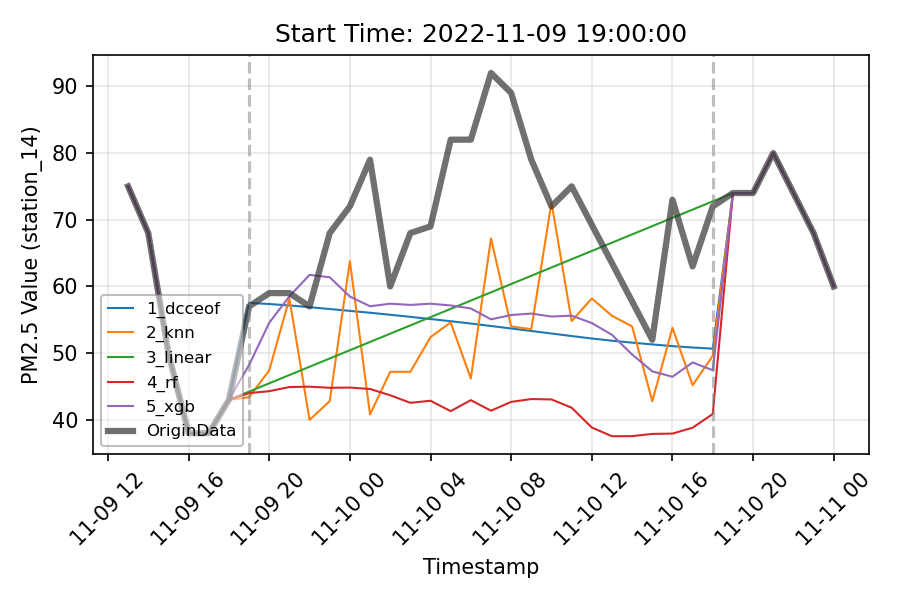 Start Time: 2022-11-09 19:00:00
PM2.5 Value (station_14)
90
80
70
60
50
40
1_dcceof
2_knn
3_linear
4_rf
5_xgb
OriginData
11-09 12
11-09 16
11-09 20
11-10 00
11-10 04
11-10 08
11-10 12
11-10 16
11-10 20
11-11 00
Timestamp